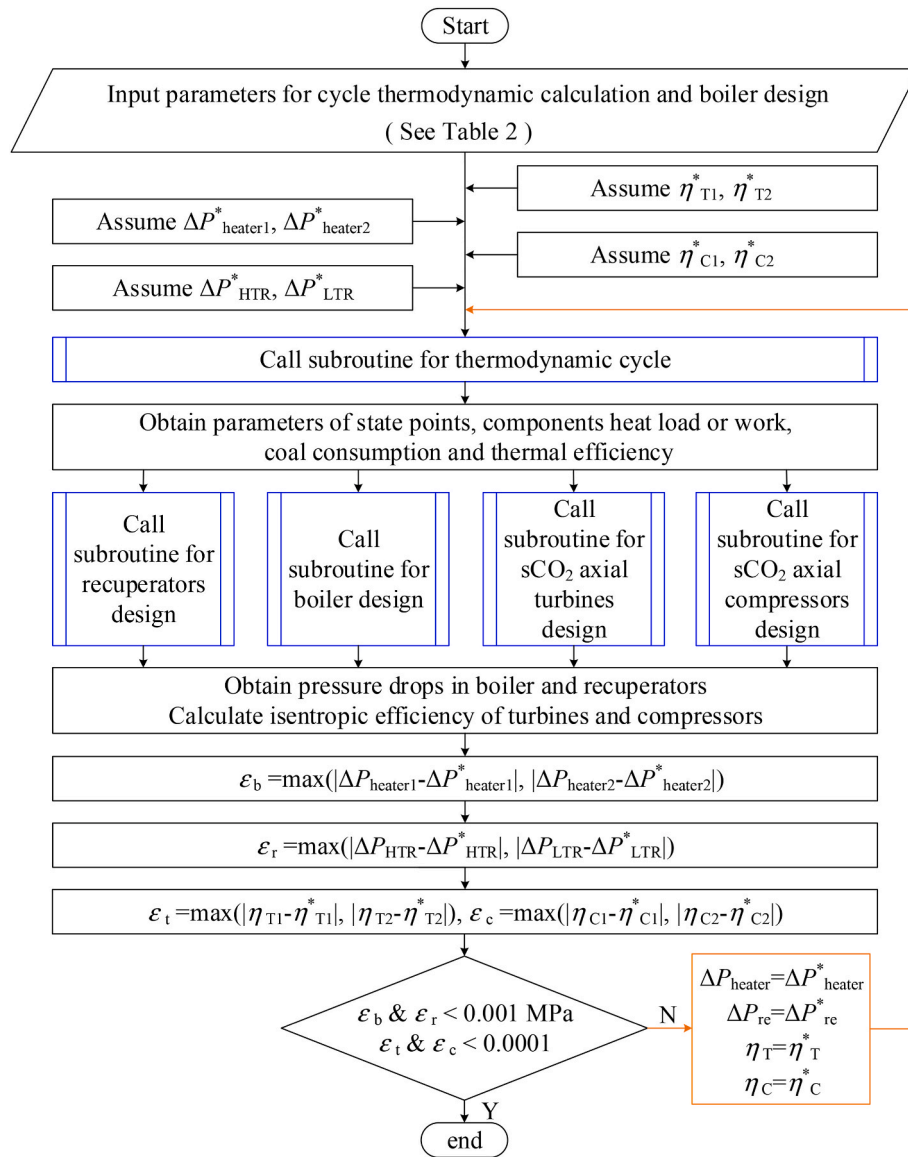 Start
Input parameters for cycle thermodynamic calculation and boiler design
( See Table 2 )
Assume η*T1, η*T2
Assume ΔP*heater1, ΔP*heater2
Assume η*C1, η*C2
Assume ΔP*HTR, ΔP*LTR
Call subroutine for thermodynamic cycle
Obtain parameters of state points, components heat load or work,
coal consumption and thermal efficiency
Call
subroutine for
recuperators
design
Call
subroutine for
boiler design
Call
subroutine for
sCO₂ axial
turbines
design
Call
subroutine for
sCO₂ axial
compressors
design
Obtain pressure drops in boiler and recuperators
Calculate isentropic efficiency of turbines and compressors
εb =max(|ΔPheater1-ΔP*heater1|, |ΔPheater2-ΔP*heater2|)
εr =max(|ΔPHTR-ΔP*HTR|, |ΔPLTR-ΔP*LTR|)
εt =max(|ηT1-η*T1|, |ηT2-η*T2|), εc =max(|ηC1-η*C1|, |ηC2-η*C2|)
εb & εr < 0.001 MPa
εt & εc < 0.0001
N
ΔPheater=ΔP*heater
ΔPre=ΔP*re
ηT=η*T
ηC=η*C
Y
end